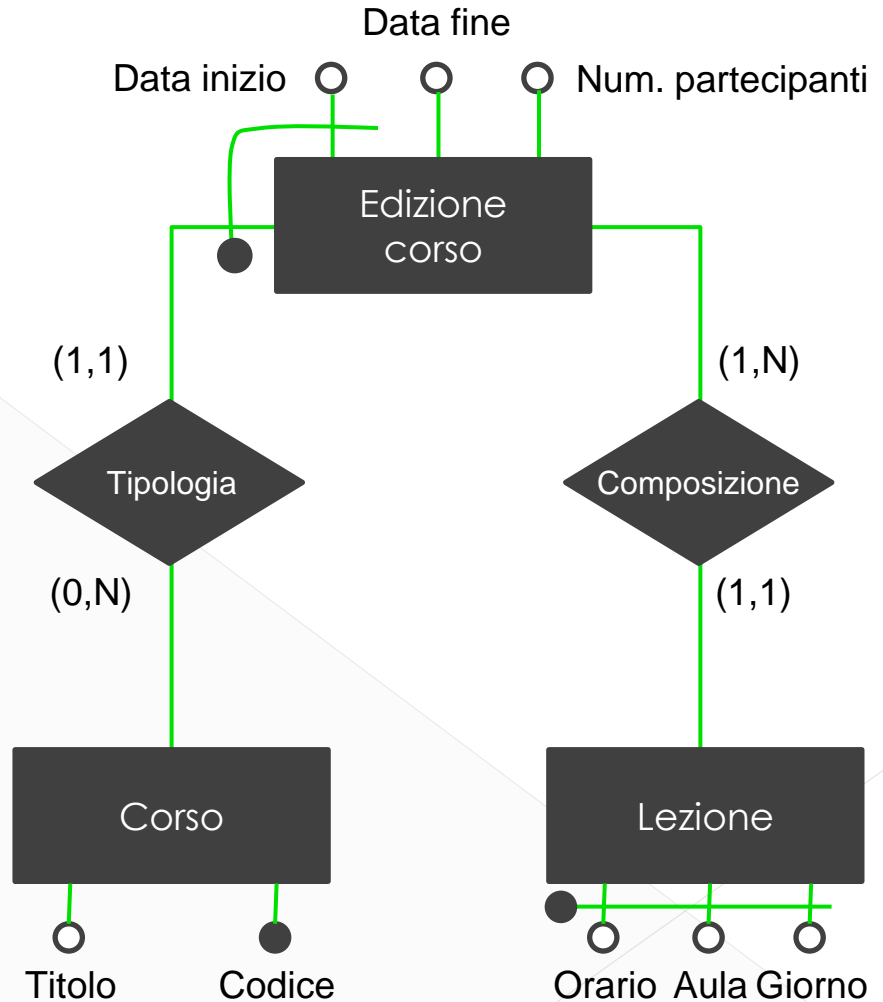 Data fine
Data inizio
Num. partecipanti
Edizione
corso
(1,1)
(1,N)
Tipologia
Composizione
(0,N)
(1,1)
Corso
Lezione
Titolo
Codice
Orario
Aula
Giorno